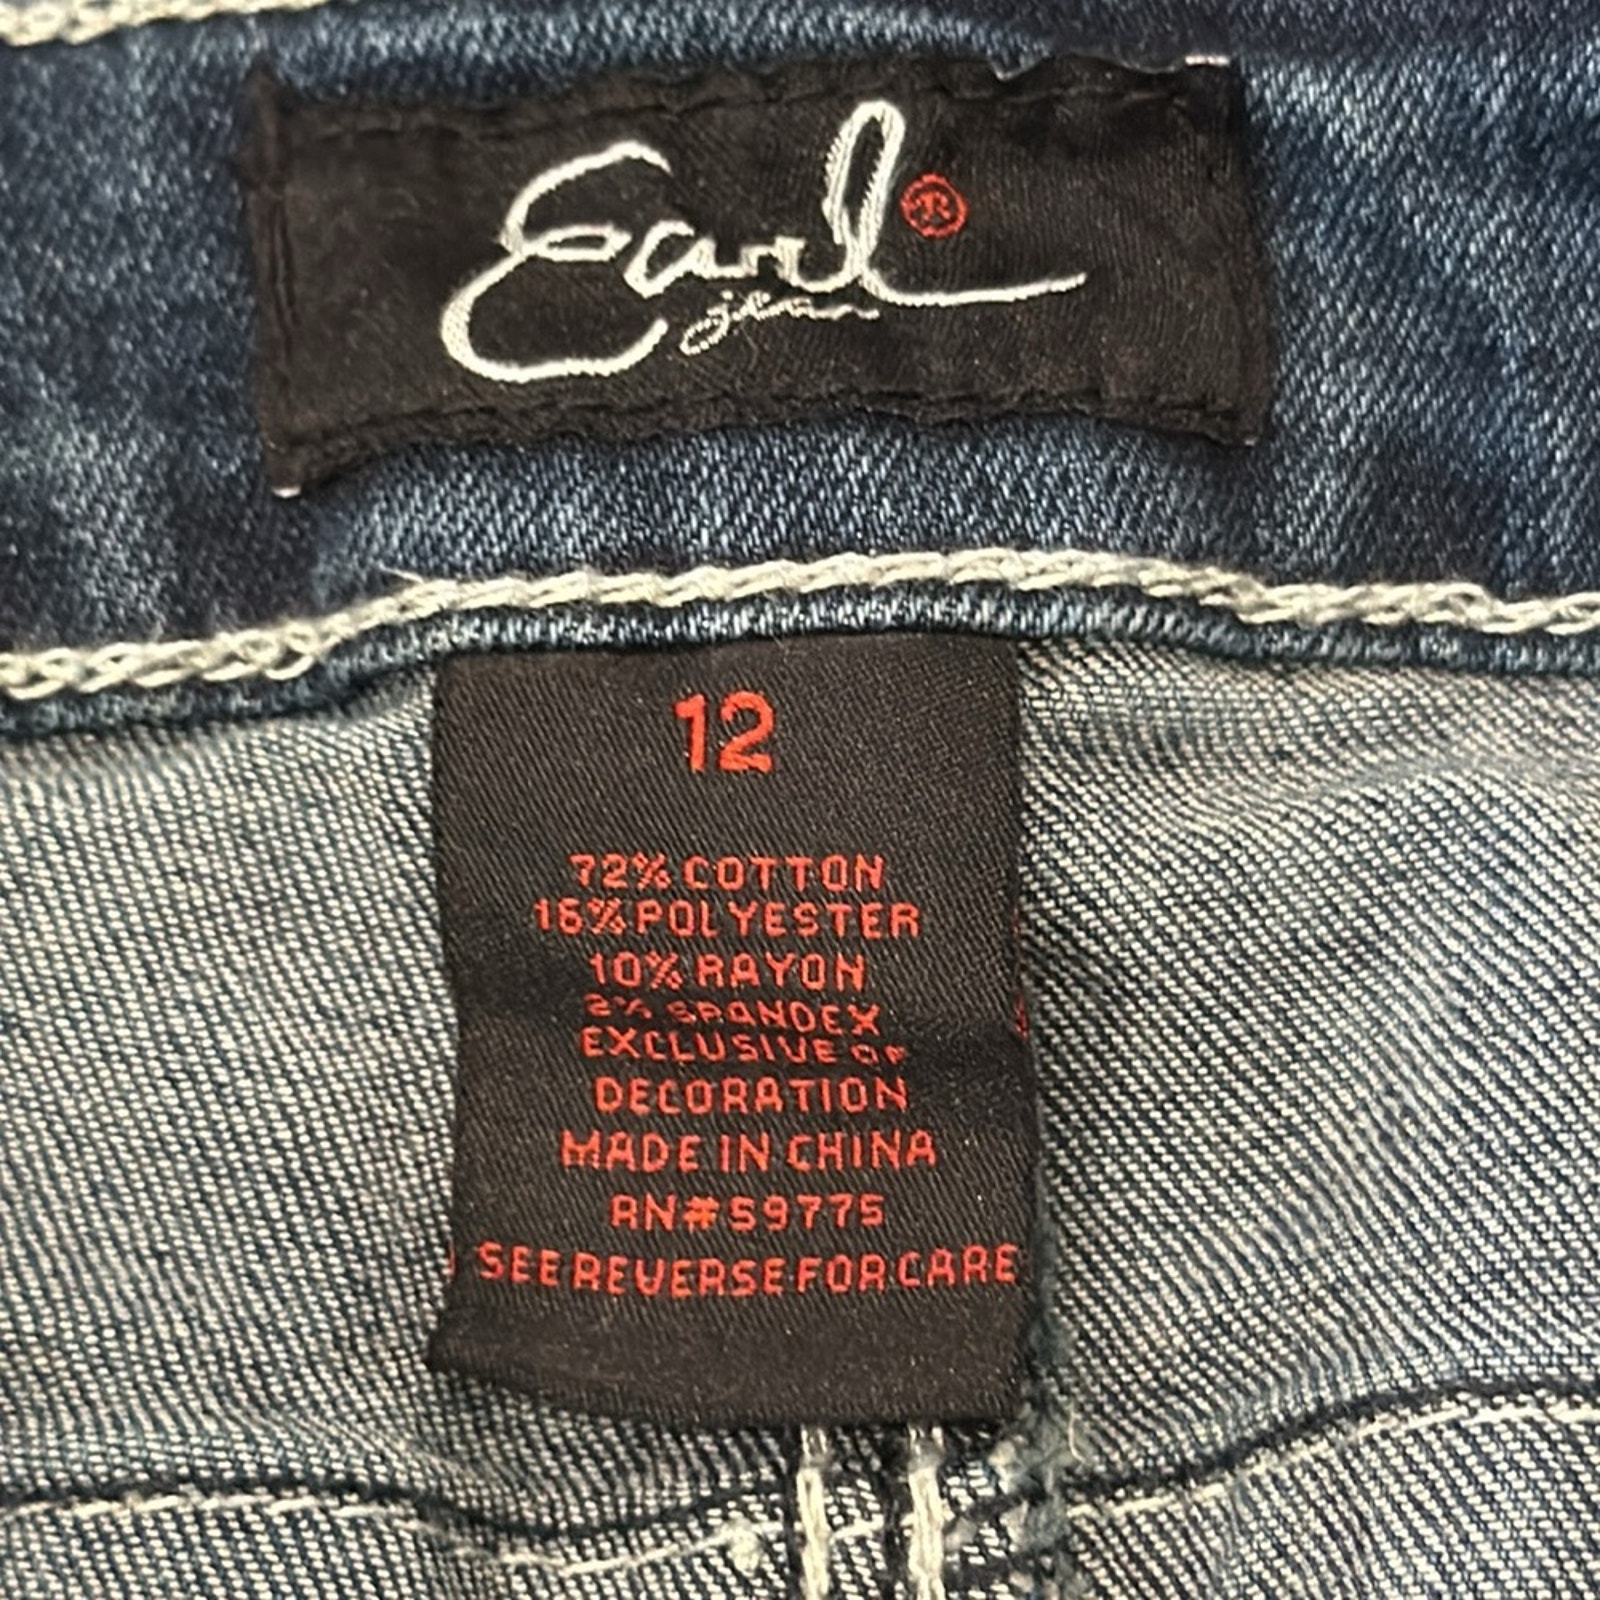 Earl ®
jean
12
72% COTTON
16% POLYESTER
10% RAYON
2% SPANDEX
EXCLUSIVE OF
DECORATION
MADE IN CHINA
RN#59775
SEE REVERSE FOR CARE